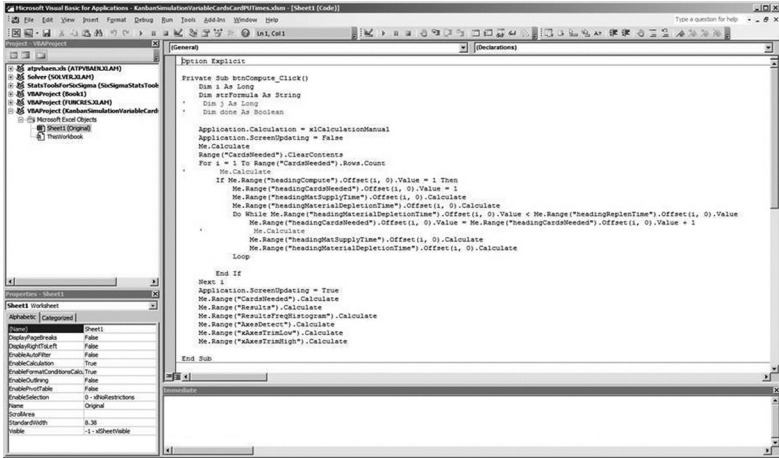 Microsoft Visual Basic for Applications - KanbanSimulationVariableCardsCardPUTimes.xlsm - [Sheet1 (Code)]
File Edit View Insert Format Debug Run Tools Add-Ins Window Help
Type a question for help
Ln1, Col1
Project - VBAProject
atpvbaen.xls (ATPVBAEN.XLAM)
Solver (SOLVER.XLAM)
StatsToolsForSixSigma (SixSigmaStatsTools
VBAProject (Book1)
VBAProject (FUNCRES.XLAM)
VBAProject (KanbanSimulationVariableCards
Microsoft Excel Objects
Sheet1 (Original)
ThisWorkbook
Properties - Sheet1
Sheet1 Worksheet
Alphabetic Categorized
(Name) Sheet1
DisplayPageBreaks False
DisplayRightToLeft False
EnableAutoFilter False
EnableCalculation True
EnableFormatConditionsCalcu True
EnableOutlining False
EnablePivotTable False
EnableSelection 0 - xlNoRestrictions
Name Original
ScrollArea
StandardWidth 8.38
Visible -1 - xlSheetVisible
(General) (Declarations)
Option Explicit
Private Sub btnCompute_Click()
Dim i As Long
Dim strFormula As String
' Dim j As Long
' Dim done As Boolean
Application.Calculation = xlCalculationManual
Application.ScreenUpdating = False
Me.Calculate
Range("CardsNeeded").ClearContents
For i = 1 To Range("CardsNeeded").Rows.Count
' Me.Calculate
If Me.Range("headingCompute").Offset(i, 0).Value = 1 Then
Me.Range("headingCardsNeeded").Offset(i, 0).Value = 1
Me.Range("headingMatSupplyTime").Offset(i, 0).Calculate
Me.Range("headingMaterialDepletionTime").Offset(i, 0).Calculate
Do While Me.Range("headingMaterialDepletionTime").Offset(i, 0).Value < Me.Range("headingReplenTime").Offset(i, 0).Value
Me.Range("headingCardsNeeded").Offset(i, 0).Value = Me.Range("headingCardsNeeded").Offset(i, 0).Value + 1
' Me.Calculate
Me.Range("headingMatSupplyTime").Offset(i, 0).Calculate
Me.Range("headingMaterialDepletionTime").Offset(i, 0).Calculate
Loop
End If
Next i
Application.ScreenUpdating = True
Me.Range("CardsNeeded").Calculate
Me.Range("Results").Calculate
Me.Range("ResultsFreqHistogram").Calculate
Me.Range("AxesDetect").Calculate
Me.Range("xAxesTrimLow").Calculate
Me.Range("xAxesTrimHigh").Calculate
End Sub
Immediate